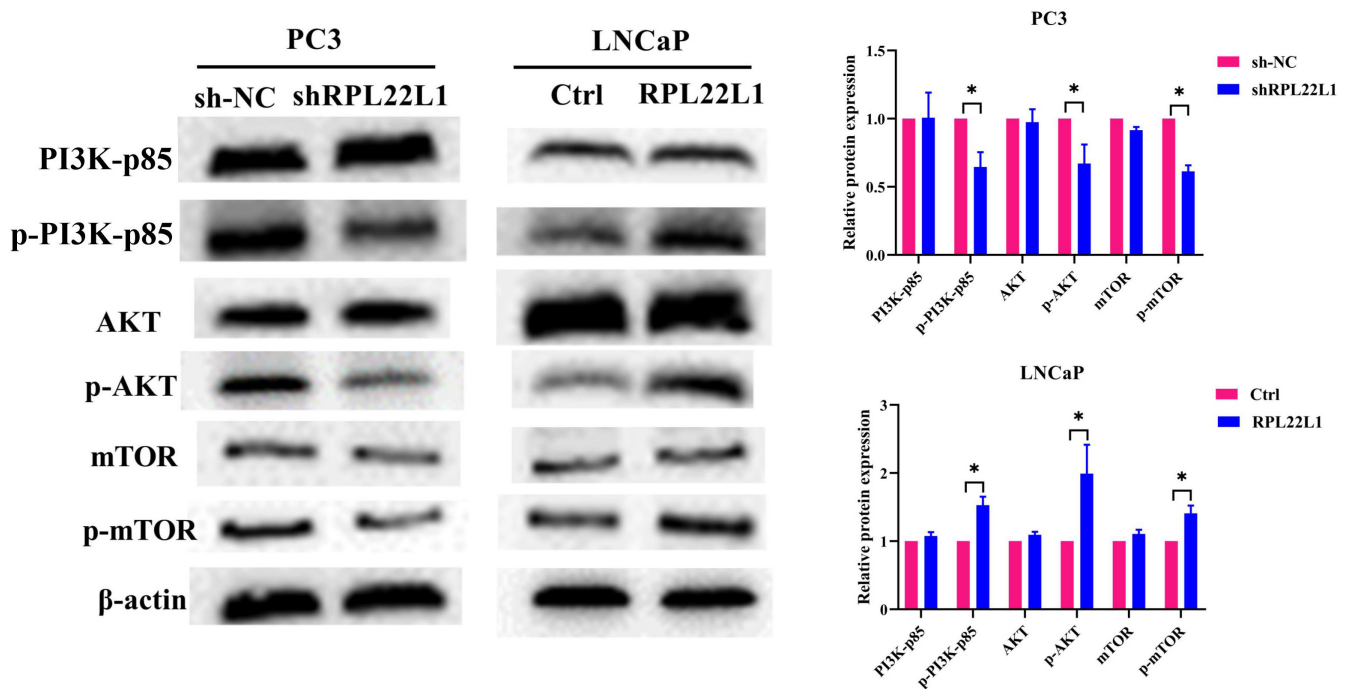 PC3
sh-NC shRPL22L1
LNCaP
Ctrl RPL22L1
PI3K-p85
p-PI3K-p85
AKT
p-AKT
mTOR
p-mTOR
β-actin
PC3
Relative protein expression
1.5
1.0
0.5
0.0
* * *
PI3K-p85
p-PI3K-p85
AKT
p-AKT
mTOR
p-mTOR
sh-NC
shRPL22L1
LNCaP
Relative protein expression
3
2
1
0
* * *
PI3K-p85
p-PI3K-p85
AKT
p-AKT
mTOR
p-mTOR
Ctrl
RPL22L1